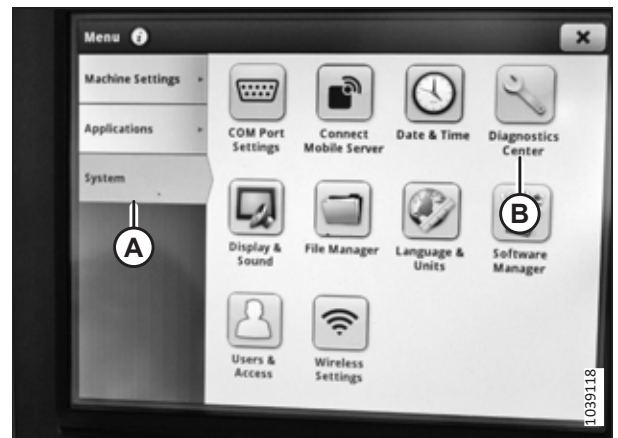 Menu i
Machine Settings
Applications
System
COM Port
Settings
Connect
Mobile Server
Date & Time
Diagnostics
Center
Display &
Sound
File Manager
Language &
Units
Software
Manager
Users &
Access
Wireless
Settings
A
B
1039118